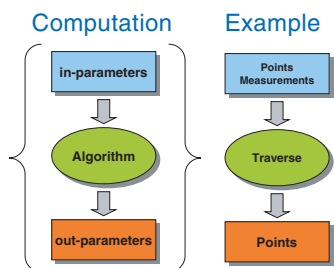 Computation
in-parameters
Algorithm
out-parameters
Example
Points
Measurements
Traverse
Points